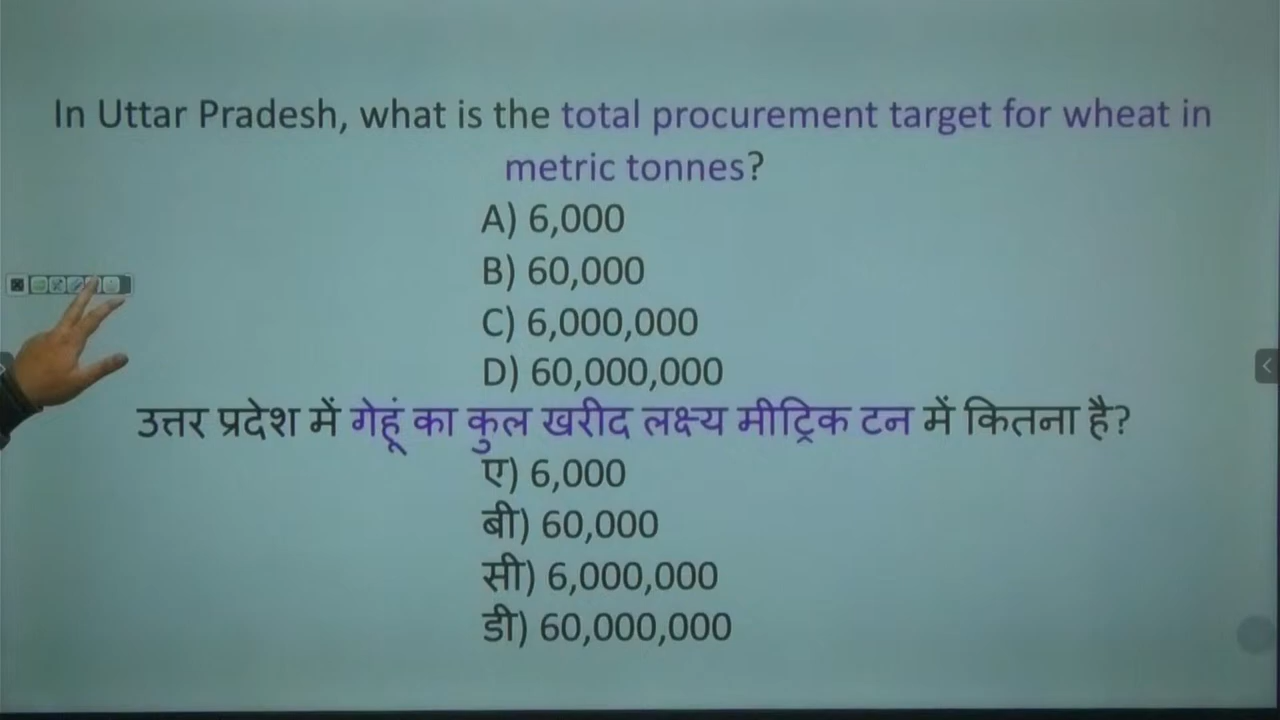 In Uttar Pradesh, what is the total procurement target for wheat in
metric tonnes?
A) 6,000
B) 60,000
C) 6,000,000
D) 60,000,000
उत्तर प्रदेश में गेहूं का कुल खरीद लक्ष्य मीट्रिक टन में कितना है?
ए) 6,000
बी) 60,000
सी) 6,000,000
डी) 60,000,000